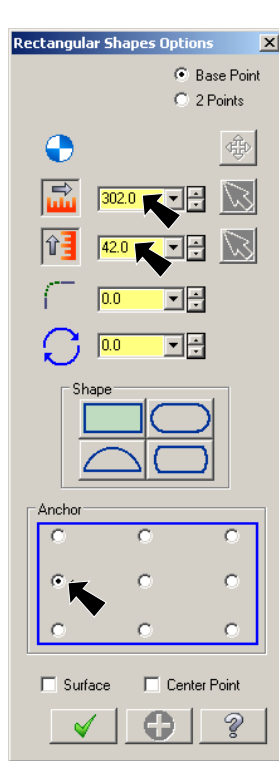 Rectangular Shapes Options
Base Point
2 Points
302.0
42.0
0.0
0.0
Shape
Anchor
Surface Center Point